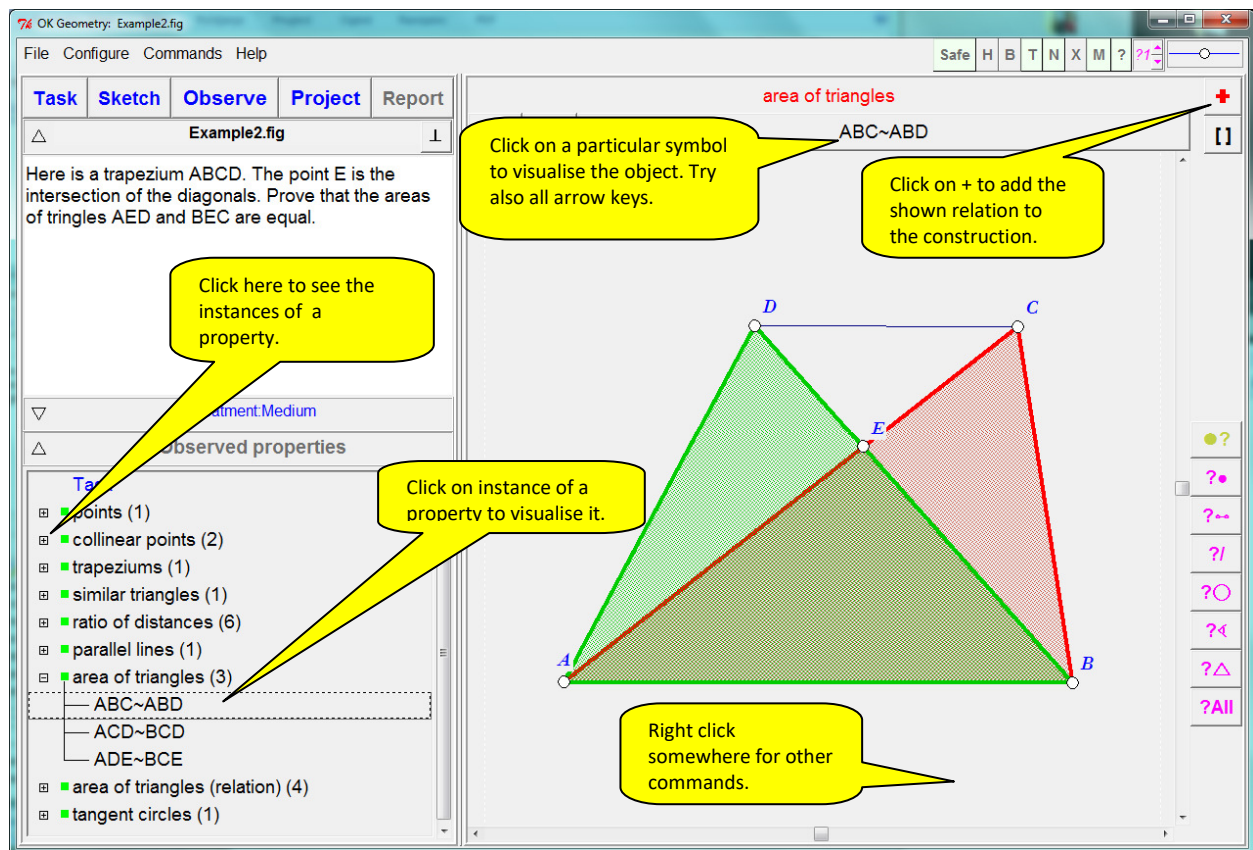 OK Geometry: Example2.fig
File Configure Commands Help
Safe H B T N X M ? ?1
Task Sketch Observe Project Report
Example2.fig
Here is a trapezium ABCD. The point E is the
intersection of the diagonals. Prove that the areas
of tringles AED and BEC are equal.
Click here to see the
instances of a
property.
Treatment:Medium
Observed properties
Task
points (1)
collinear points (2)
trapeziums (1)
similar triangles (1)
ratio of distances (6)
parallel lines (1)
area of triangles (3)
ABC~ABD
ACD~BCD
ADE~BCE
area of triangles (relation) (4)
tangent circles (1)
Click on instance of a
property to visualise it.
area of triangles
+
ABC~ABD
[ ]
Click on a particular symbol
to visualise the object. Try
also all arrow keys.
Click on + to add the
shown relation to
the construction.
D
C
E
A
B
Right click
somewhere for other
commands.
?
?
?
?/
?
?
?
?All